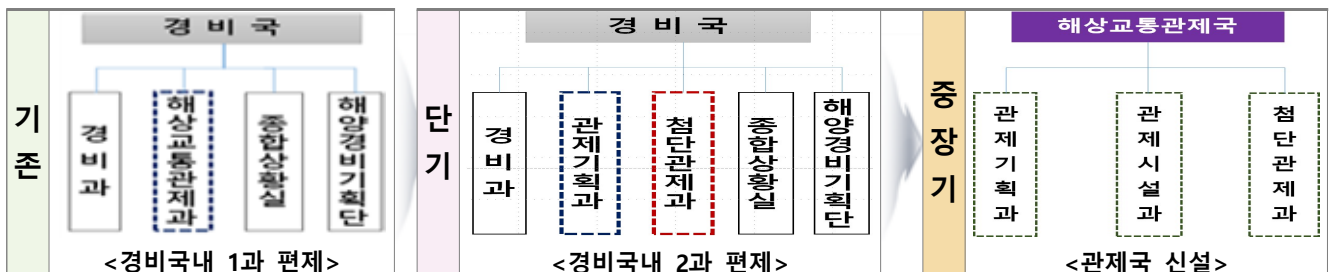 기존
경 비 국
경비과
해상교통관제과
종합상황실
해양경비기획단
<경비국내 1과 편제>
단기
경 비 국
경비과
관제기획과
첨단관제과
종합상황실
해양경비기획단
<경비국내 2과 편제>
중장기
해상교통관제국
관제기획과
관제시설과
첨단관제과
<관제국 신설>